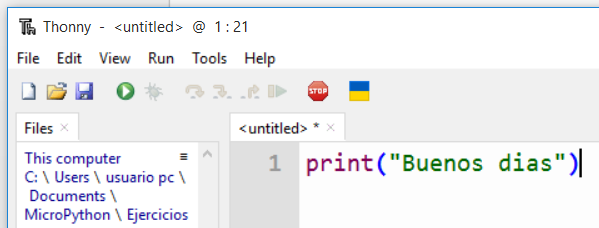 Thonny - <untitled> @ 1:21
File Edit View Run Tools Help
STOP
Files × <untitled> * ×
This computer
C: \ Users \ usuario pc \
Documents \
MicroPython \ Ejercicios
1 print("Buenos dias")